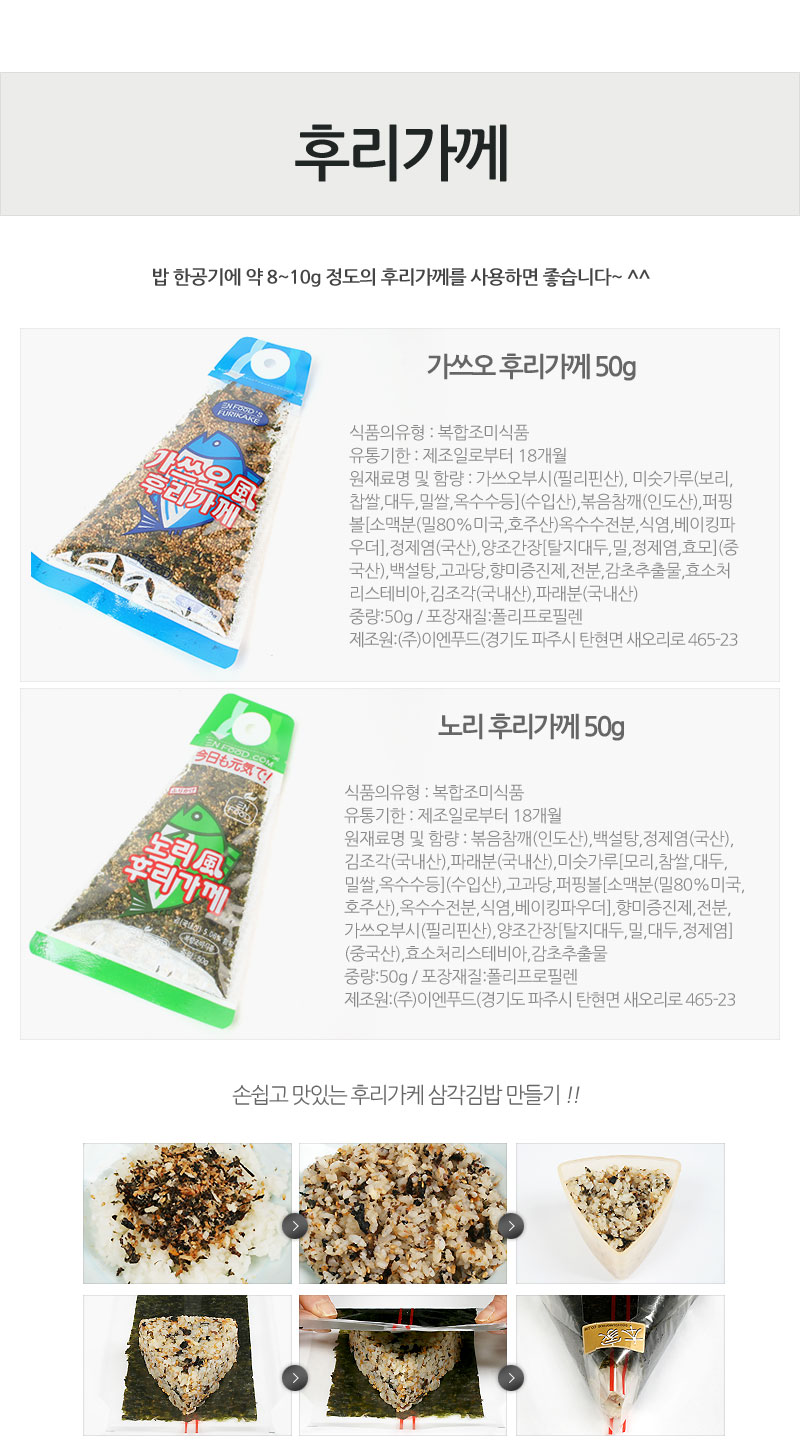 후리가께
밥 한공기에 약 8~10g 정도의 후리가께를 사용하면 좋습니다~ ^^
EN FOOD'S
FURIKAKE
가쓰오風
후리가께
가쓰오 후리가께 50g
식품의유형 : 복합조미식품
유통기한 : 제조일로부터 18개월
원재료명 및 함량 : 가쓰오부시(필리핀산), 미숫가루(보리,
찹쌀,대두,밀쌀,옥수수등](수입산),볶음참깨(인도산),퍼핑
볼[소맥분(밀80%미국,호주산)옥수수전분,식염,베이킹파
우더],정제염(국산),양조간장[탈지대두,밀,정제염,효모](중
국산),백설탕,고과당,향미증진제,전분,감초추출물,효소처
리스테비아,김조각(국내산),파래분(국내산)
중량:50g / 포장재질:폴리프로필렌
제조원:(주)이엔푸드(경기도 파주시 탄현면 새오리로 465-23
EN FOOD.COM
今日も元気で!
ふりかけ
EN
FOOD
노리風
후리가께
노리 후리가께 50g
식품의유형 : 복합조미식품
유통기한 : 제조일로부터 18개월
원재료명 및 함량 : 볶음참깨(인도산),백설탕,정제염(국산),
김조각(국내산),파래분(국내산),미숫가루[모리,찹쌀,대두,
밀쌀,옥수수등](수입산),고과당,퍼핑볼[소맥분(밀80%미국,
호주산),옥수수전분,식염,베이킹파우더],향미증진제,전분,
가쓰오부시(필리핀산),양조간장[탈지대두,밀,대두,정제염]
(중국산),효소처리스테비아,감초추출물
중량:50g / 포장재질:폴리프로필렌
제조원:(주)이엔푸드(경기도 파주시 탄현면 새오리로 465-23
손쉽고 맛있는 후리가케 삼각김밥 만들기 !!